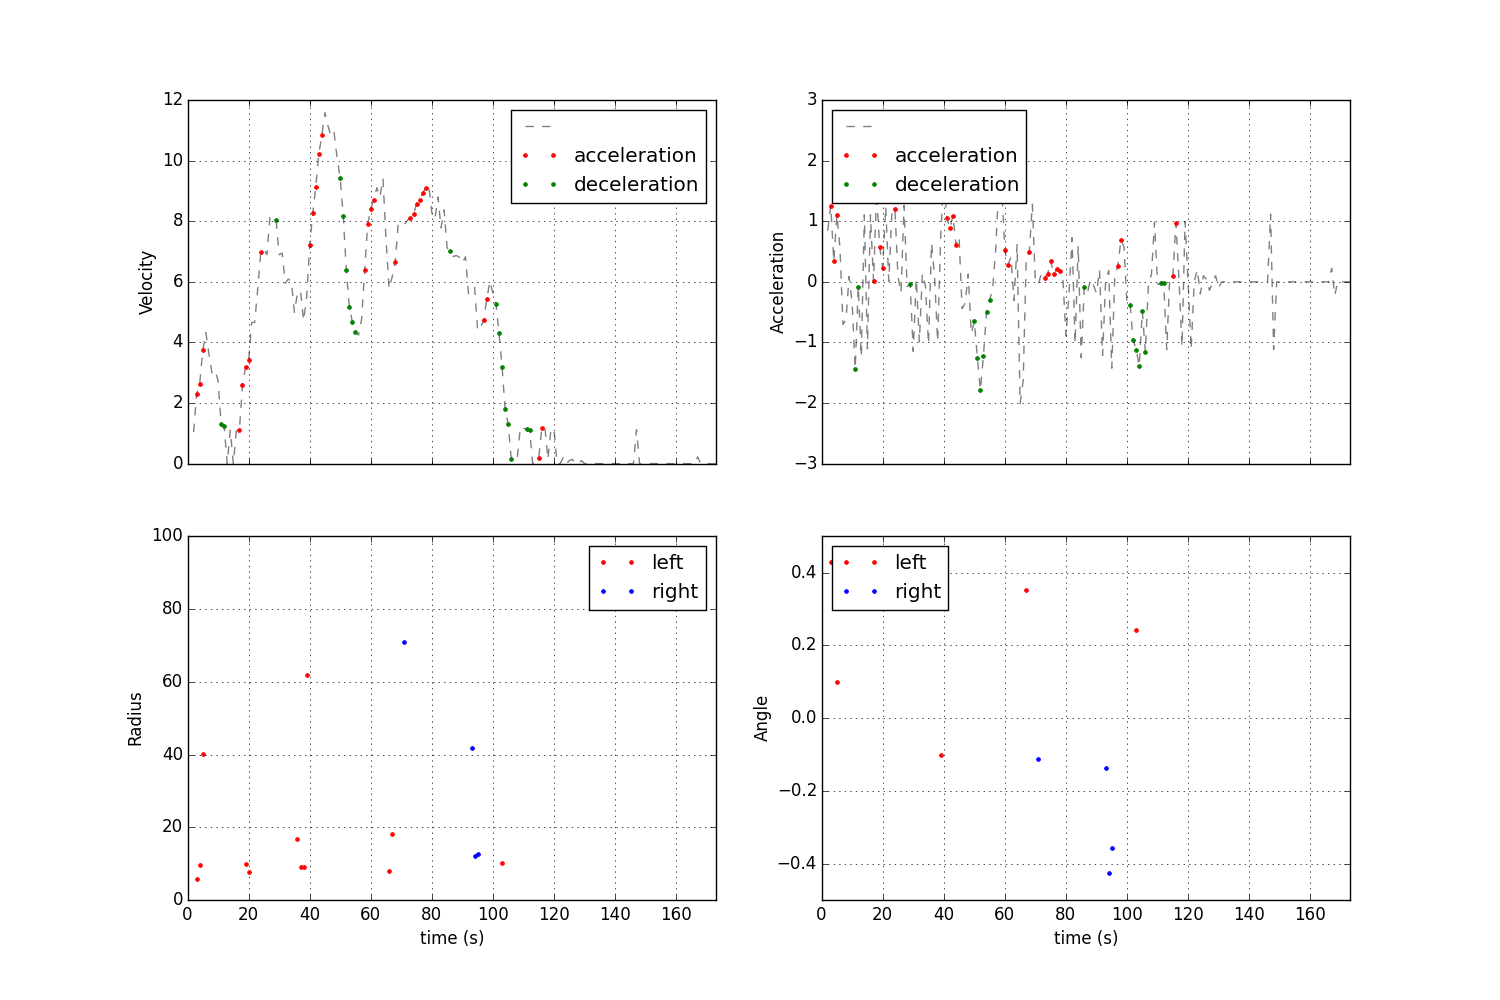 12
10
8
6
4
2
0
Velocity
acceleration
deceleration
3
2
1
0
−1
−2
−3
Acceleration
acceleration
deceleration
100
80
60
40
20
0
Radius
left
right
0 20 40 60 80 100 120 140 160
time (s)
0.4
0.2
0.0
−0.2
−0.4
Angle
left
right
0 20 40 60 80 100 120 140 160
time (s)